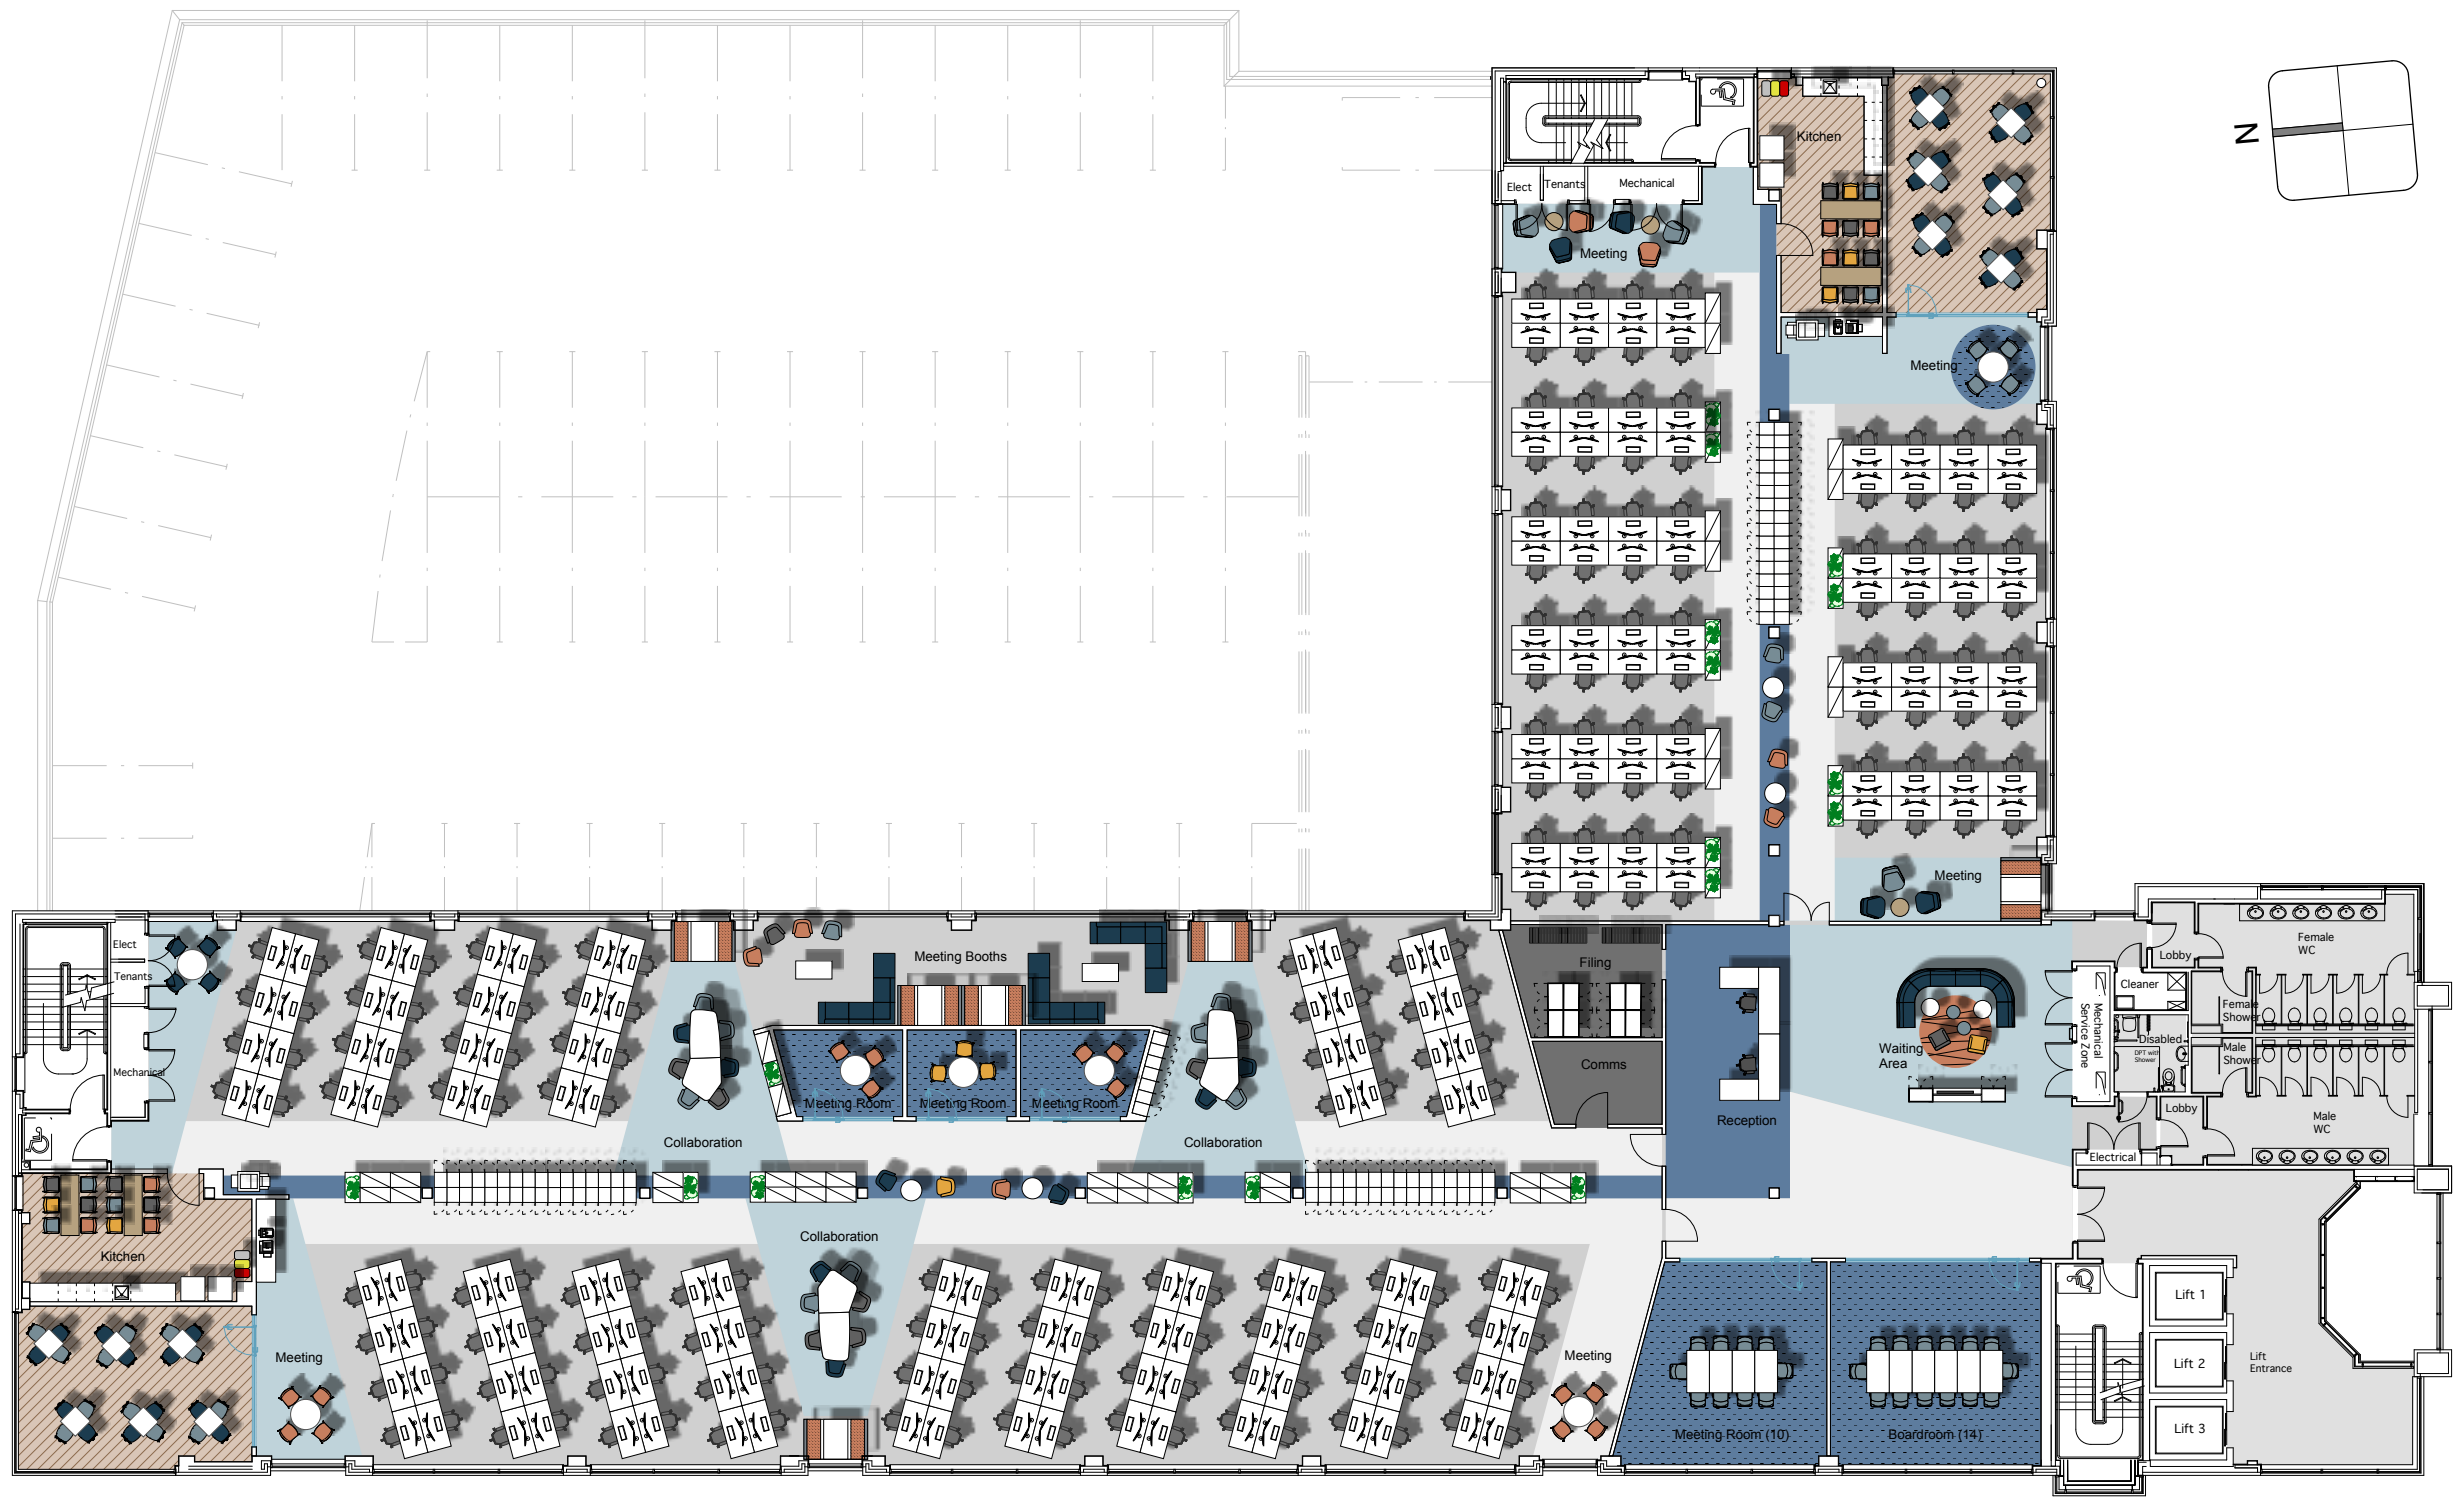 N
Kitchen
Elect
Tenants
Mechanical
Meeting
Meeting
Meeting
Elect
Tenants
Mechanical
Meeting Booths
Filing
Comms
Reception
Waiting
Area
Mechanical
Service Zone
Lobby
Cleaner
Female
WC
Female
Shower
Disabled
DPT with
Shower
Male
Shower
Lobby
Male
WC
Electrical
Meeting Room
Meeting Room
Meeting Room
Collaboration
Collaboration
Collaboration
Kitchen
Meeting
Meeting
Meeting Room (10)
Boardroom (14)
Lift 1
Lift 2
Lift 3
Lift
Entrance